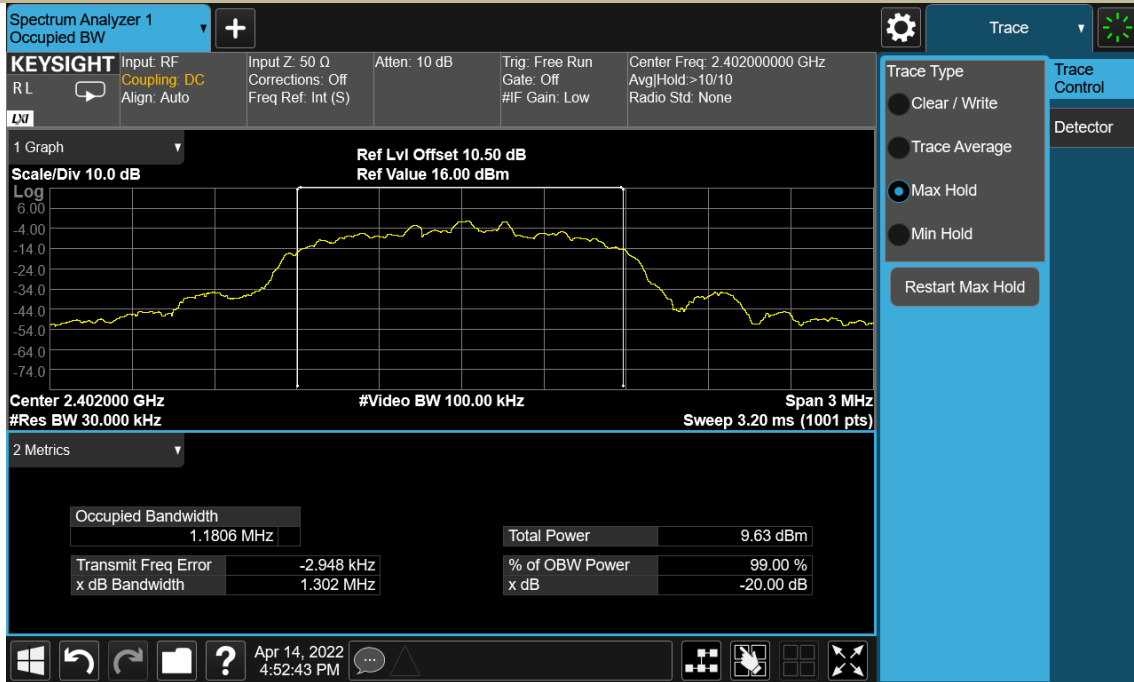 Spectrum Analyzer 1
Occupied BW
Trace
KEYSIGHT
R L
LXI
Input: RF
Coupling: DC
Align: Auto
Input Z: 50 Ω
Corrections: Off
Freq Ref: Int (S)
Atten: 10 dB
Trig: Free Run
Gate: Off
#IF Gain: Low
Center Freq: 2.402000000 GHz
Avg|Hold:>10/10
Radio Std: None
Trace Type
Clear / Write
Trace Average
Max Hold
Min Hold
Restart Max Hold
Trace
Control
Detector
1 Graph
Scale/Div 10.0 dB
Ref Lvl Offset 10.50 dB
Ref Value 16.00 dBm
Log
6.00
-4.00
-14.0
-24.0
-34.0
-44.0
-54.0
-64.0
-74.0
Center 2.402000 GHz
#Video BW 100.00 kHz
Span 3 MHz
#Res BW 30.000 kHz
Sweep 3.20 ms (1001 pts)
2 Metrics
Occupied Bandwidth
1.1806 MHz
Total Power 9.63 dBm
Transmit Freq Error -2.948 kHz
% of OBW Power 99.00 %
x dB Bandwidth 1.302 MHz
x dB -20.00 dB
Apr 14, 2022
4:52:43 PM